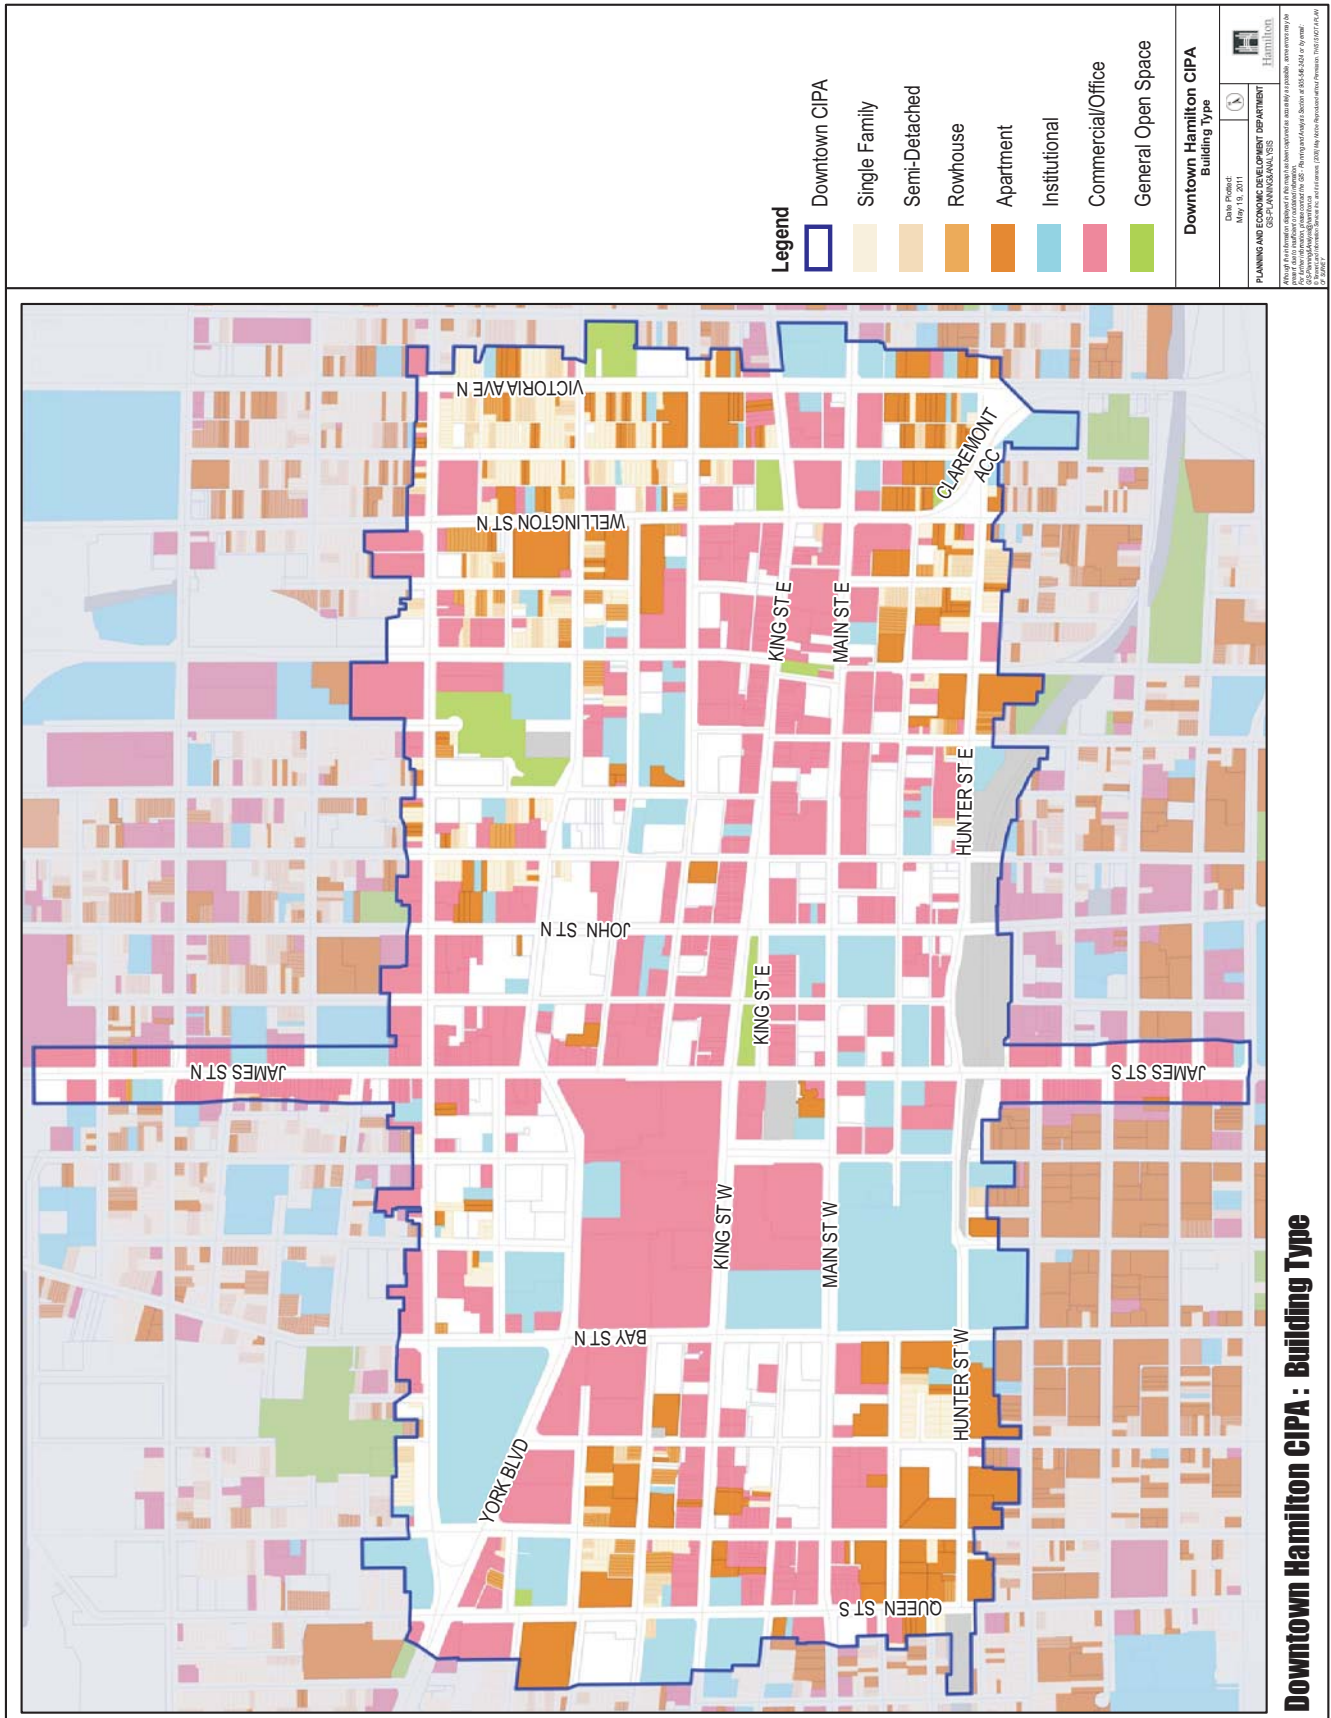 Downtown Hamilton CIPA : Building Type
Legend
Downtown CIPA
Single Family
Semi-Detached
Rowhouse
Apartment
Institutional
Commercial/Office
General Open Space
Downtown Hamilton CIPA
Building Type
Date Plotted:
May 19, 2011
Hamilton
PLANNING AND ECONOMIC DEVELOPMENT DEPARTMENT
GIS-PLANNING&ANALYSIS
VICTORIA AVE N
WELLINGTON ST N
CLAREMONT
ACC
KING ST E
MAIN ST E
HUNTER ST E
JOHN ST N
KING ST E
JAMES ST N
JAMES ST S
KING ST W
MAIN ST W
BAY ST N
HUNTER ST W
YORK BLVD
QUEEN ST S